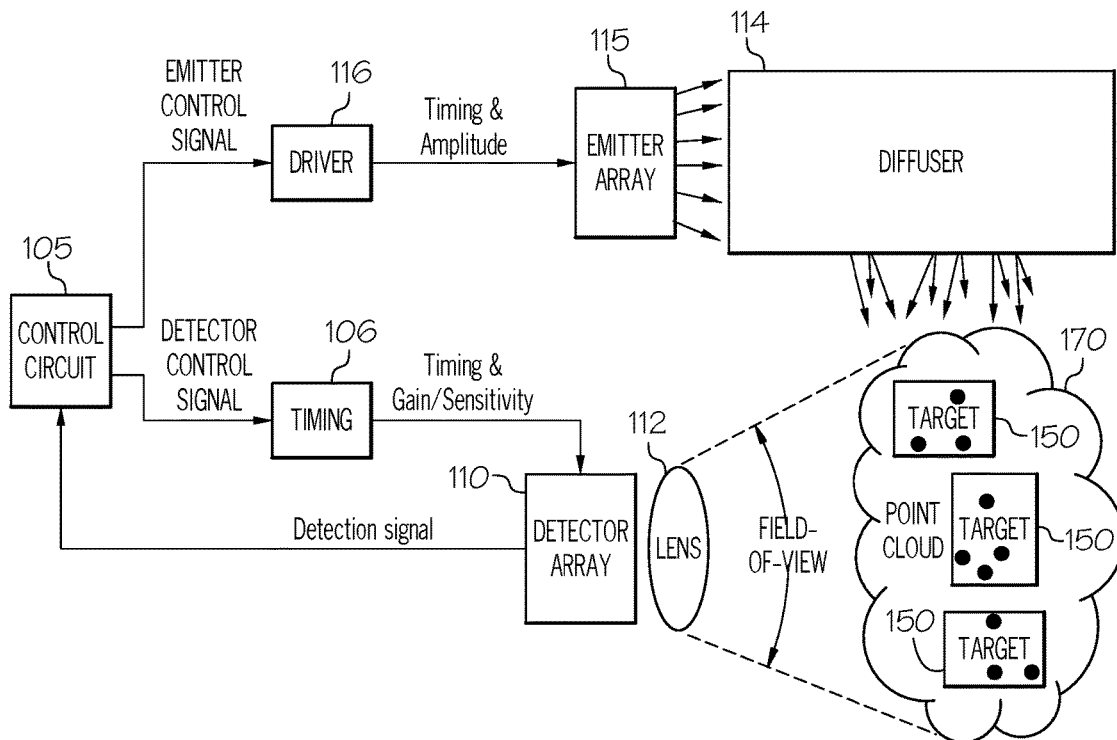 114
115
EMITTER
CONTROL
SIGNAL
116
DRIVER
Timing &
Amplitude
EMITTER
ARRAY
DIFFUSER
105
CONTROL
CIRCUIT
DETECTOR
CONTROL
SIGNAL
106
TIMING
Timing &
Gain/Sensitivity
112
170
TARGET
150
110
DETECTOR
ARRAY
Detection signal
LENS
FIELD-
OF-VIEW
POINT
CLOUD
TARGET
150
150
TARGET